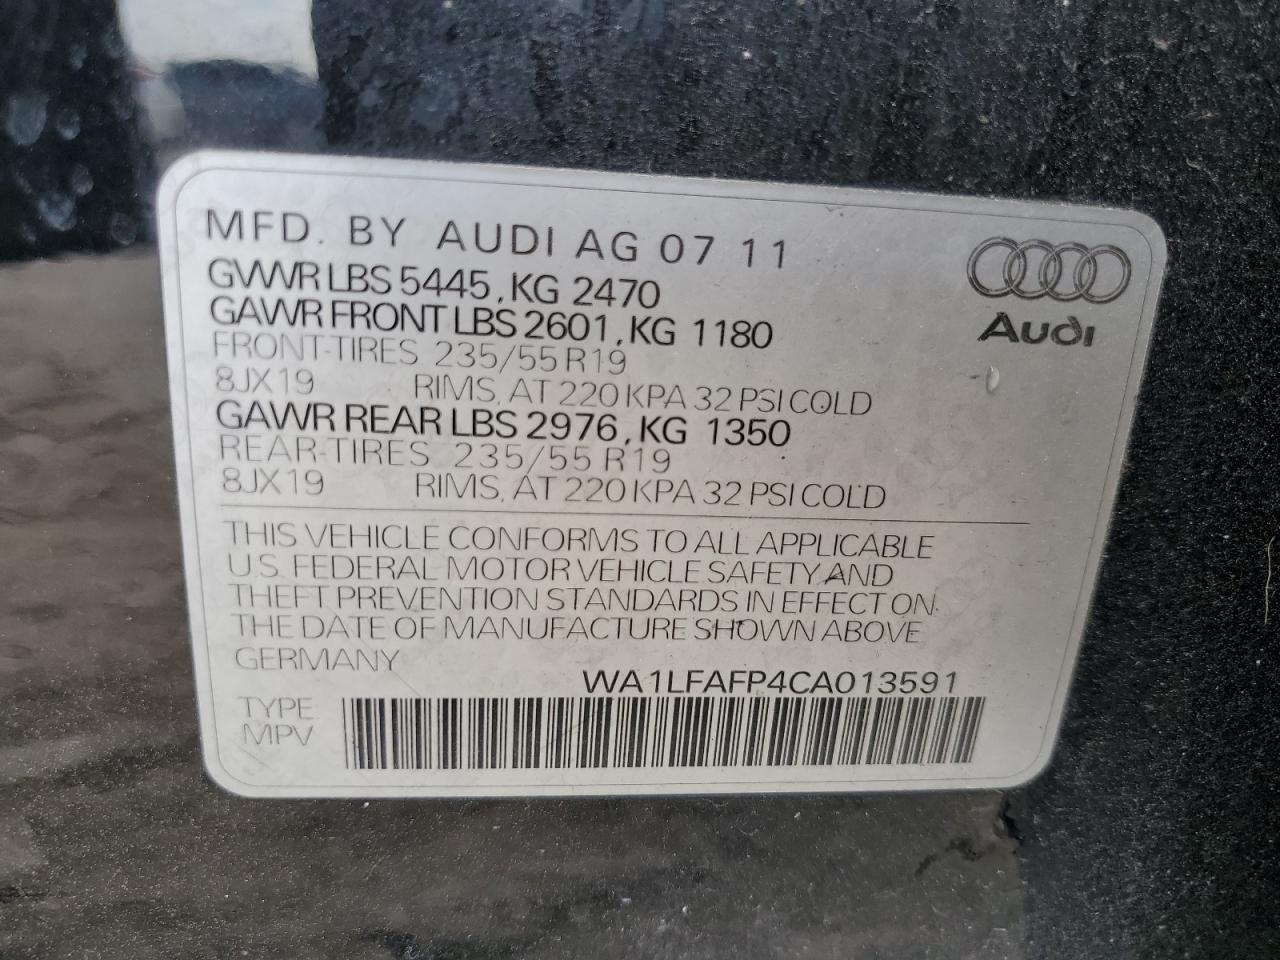 MFD. BY AUDI AG 07 11
GVWR LBS 5445, KG 2470
GAWR FRONT LBS 2601, KG 1180
FRONT-TIRES 235/55 R19
8JX19 RIMS, AT 220 KPA 32 PSI COLD
GAWR REAR LBS 2976, KG 1350
REAR-TIRES 235/55 R19
8JX19 RIMS, AT 220 KPA 32 PSI COLD
Audi
THIS VEHICLE CONFORMS TO ALL APPLICABLE
U.S. FEDERAL MOTOR VEHICLE SAFETY AND
THEFT PREVENTION STANDARDS IN EFFECT ON
THE DATE OF MANUFACTURE SHOWN ABOVE
GERMANY
WA1LFAFP4CA013591
TYPE
MPV